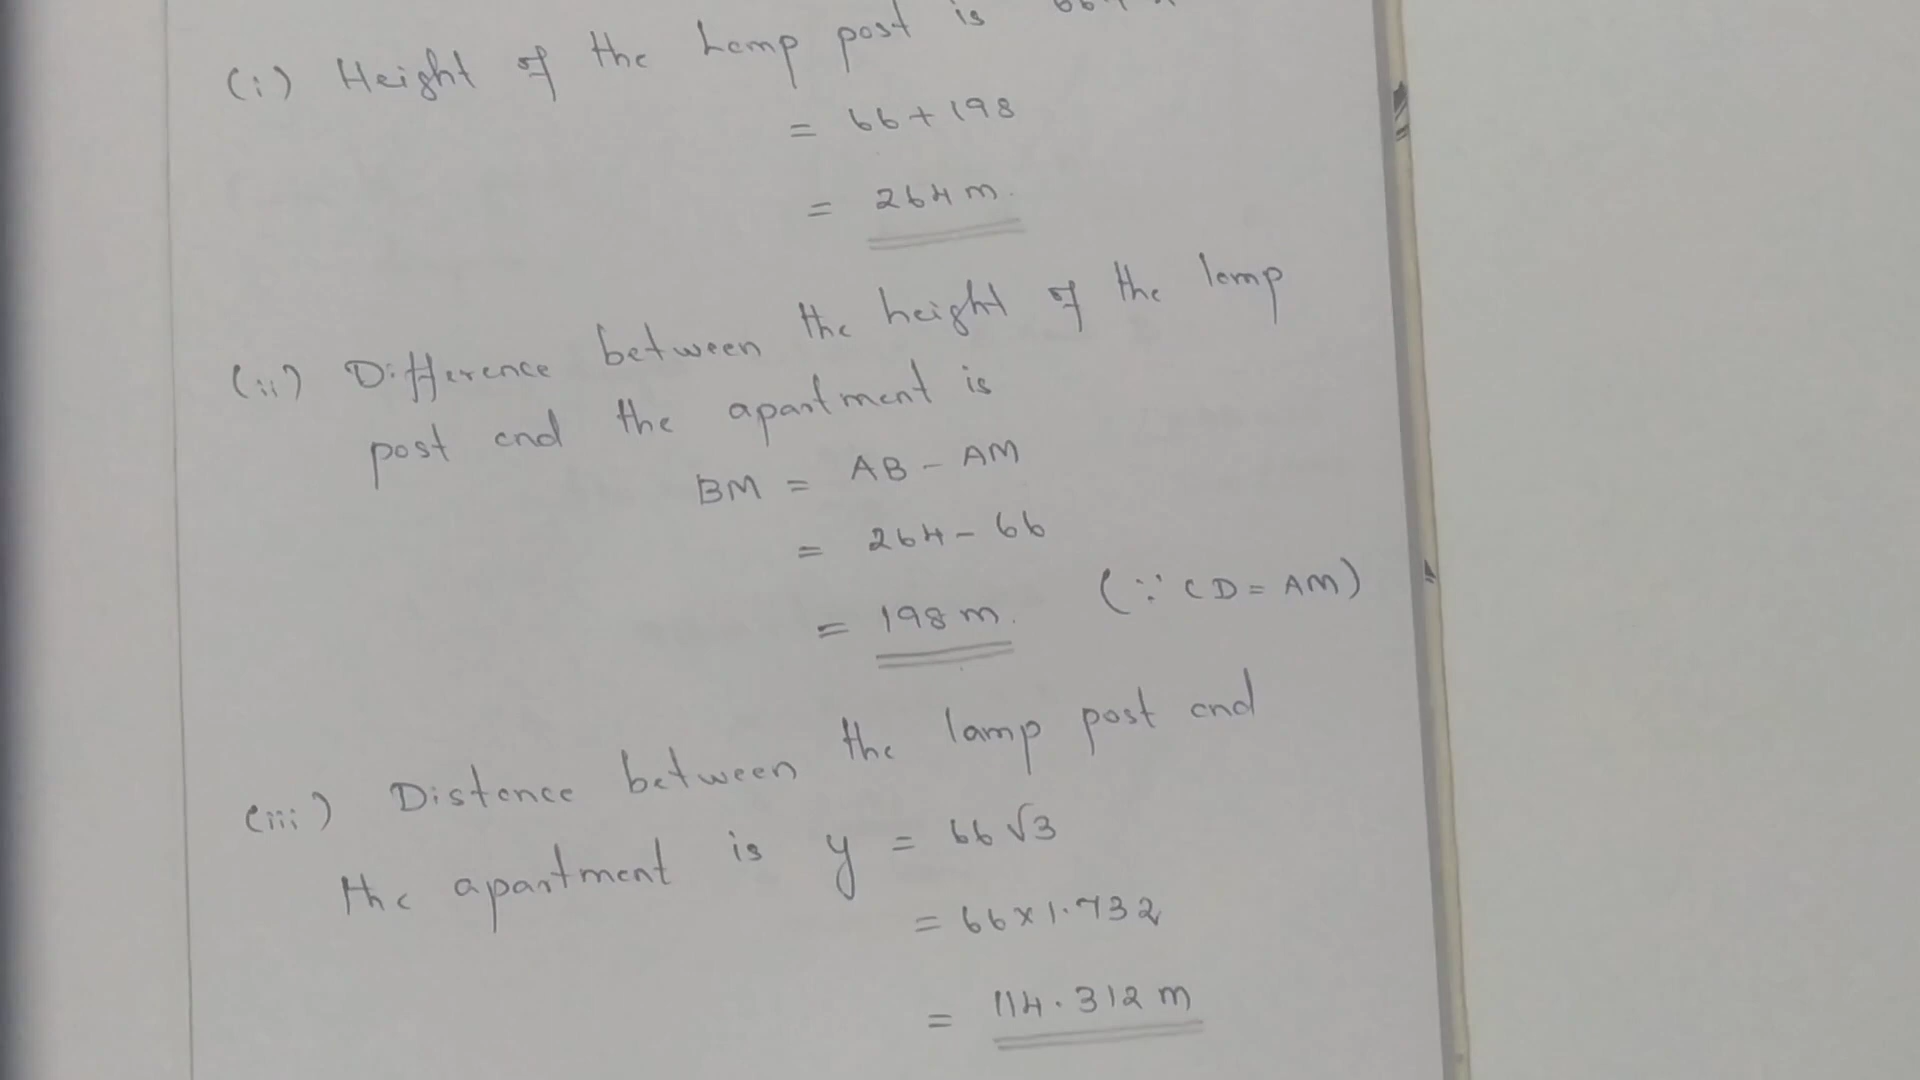 (i) Height of the Lamp post is
= 66 + 198
= 264 m.
(ii) Difference between the height of the lamp
post and the apartment is
BM = AB - AM
= 264 - 66
= 198 m. (∵ CD = AM)
(iii) Distance between the lamp post and
the apartment is y = 66√3
= 66 × 1.732
= 114.312 m